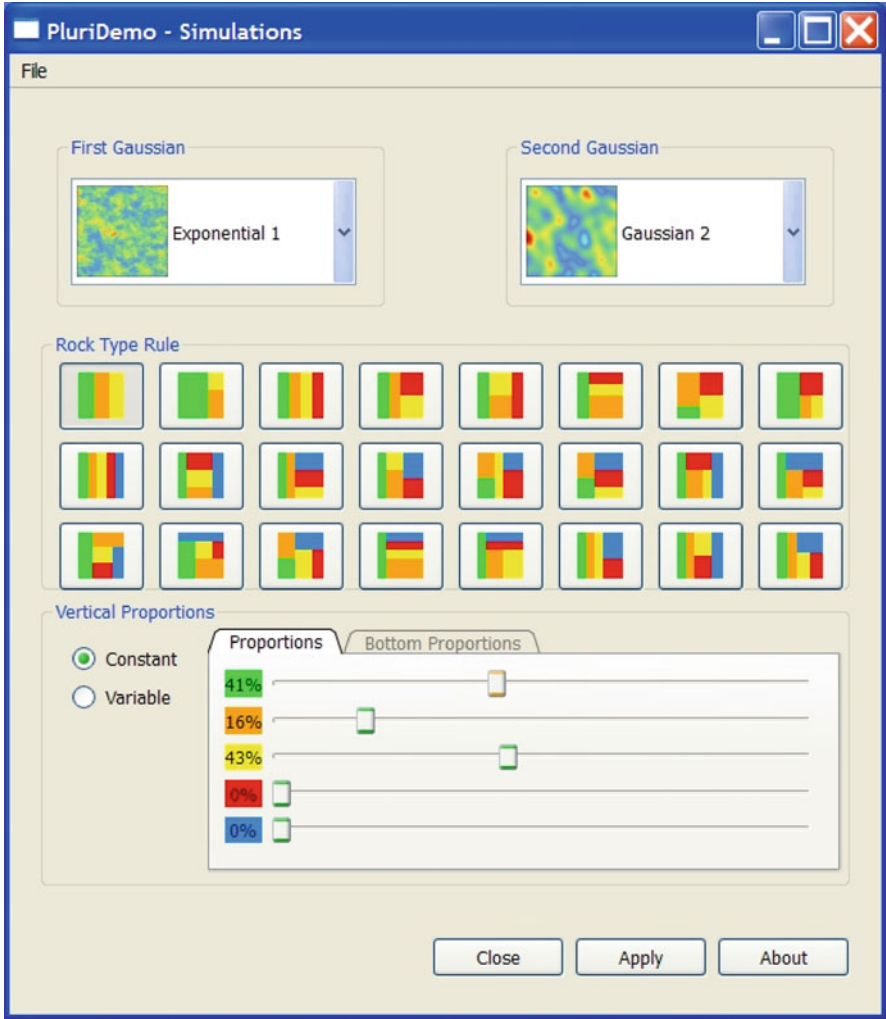 PluriDemo - Simulations
File
First Gaussian
Second Gaussian
Exponential 1
Gaussian 2
Rock Type Rule
Vertical Proportions
Constant
Variable
Proportions
Bottom Proportions
41%
16%
43%
0%
0%
Close
Apply
About